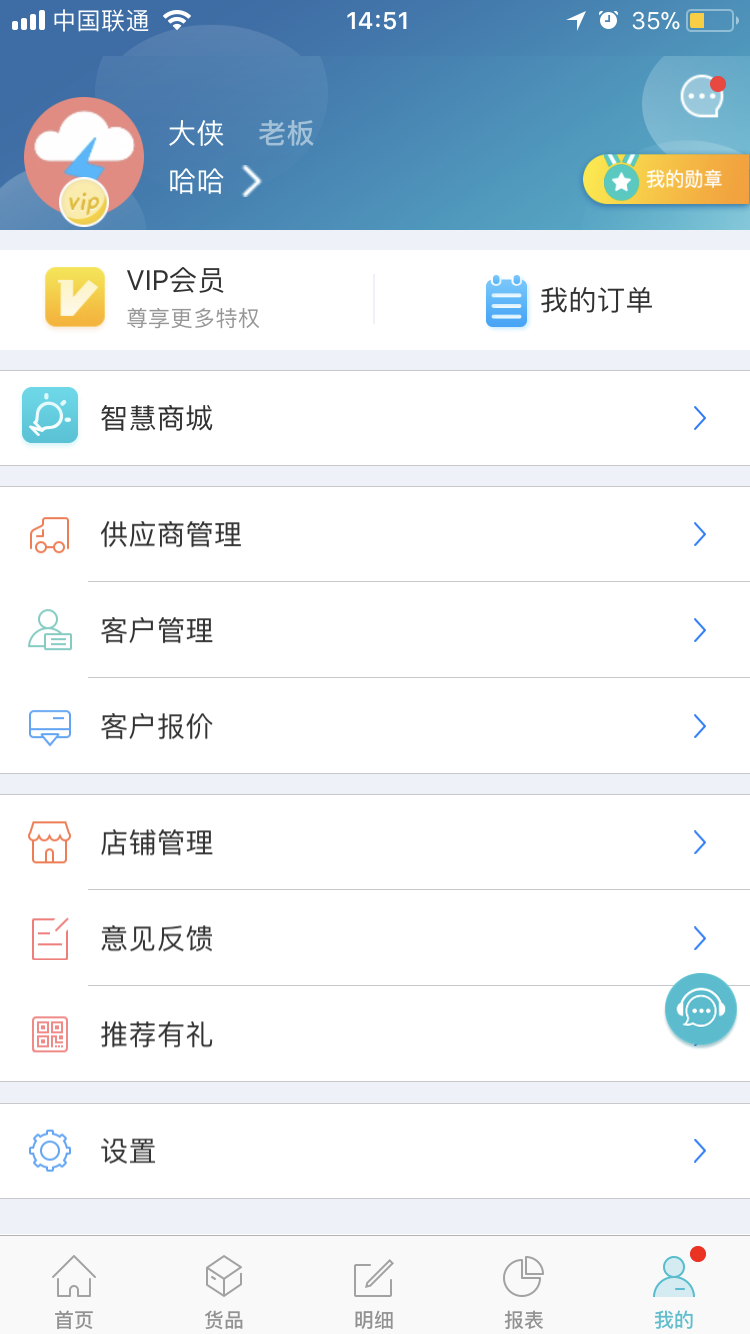 中国联通 14:51 35%
大侠 老板
哈哈
我的勋章
vip
VIP会员
尊享更多特权
我的订单
智慧商城
供应商管理
客户管理
客户报价
店铺管理
意见反馈
推荐有礼
设置
首页 货品 明细 报表 我的